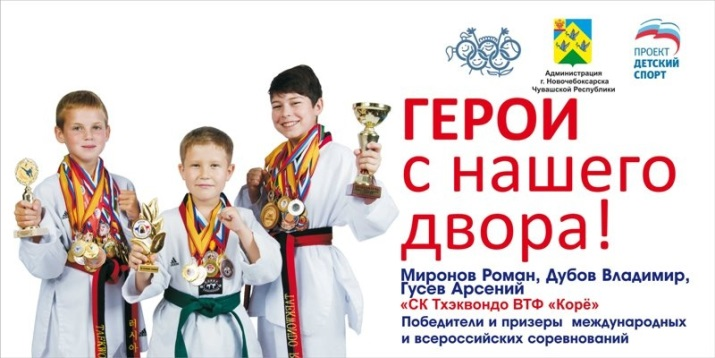 Администрация
г. Новочебоксарска
Чувашской Республики
ПРОЕКТ
ДЕТСКИЙ
СПОРТ
ГЕРОИ
с нашего
двора!
Миронов Роман, Дубов Владимир,
Гусев Арсений
«СК Тхэквондо ВТФ «Корё»
Победители и призеры международных
и всероссийских соревнований